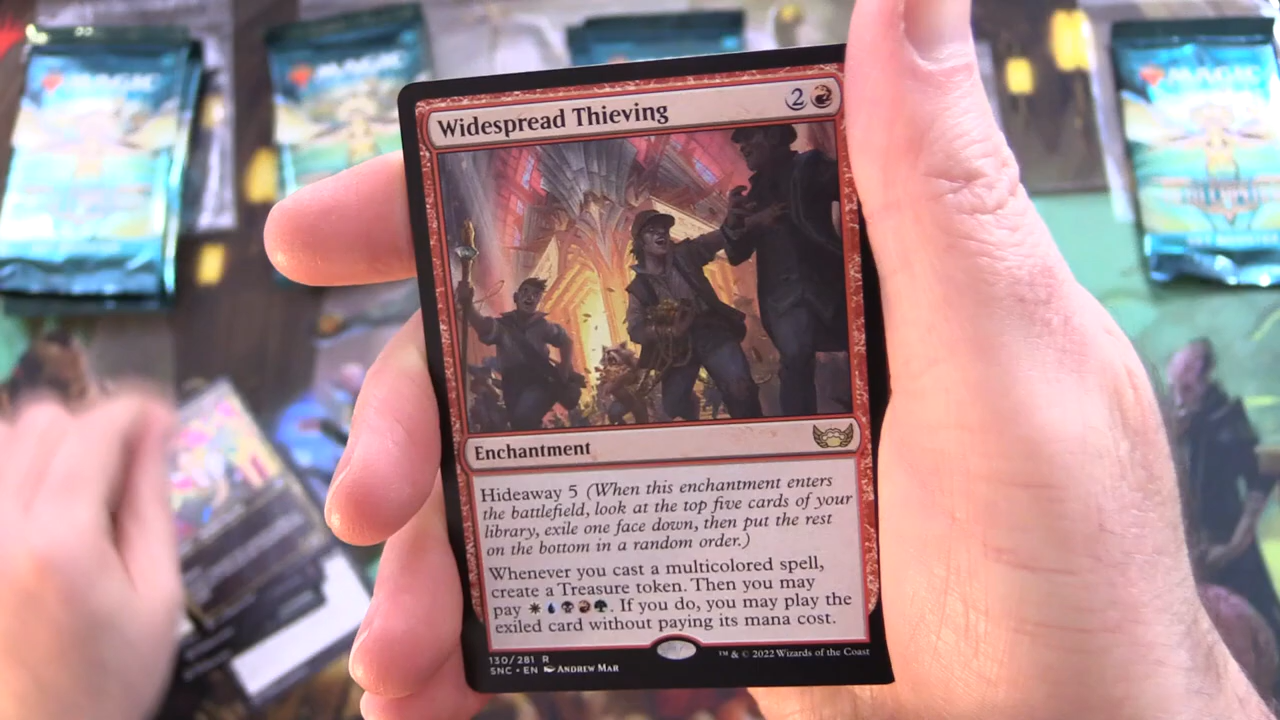 MAGIC
MAGIC
MAGIC
Widespread Thieving
2
Enchantment
Hideaway 5 (When this enchantment enters
the battlefield, look at the top five cards of your
library, exile one face down, then put the rest
on the bottom in a random order.)
Whenever you cast a multicolored spell,
create a Treasure token. Then you may
pay . If you do, you may play the
exiled card without paying its mana cost.
130/281 R
SNC • EN ANDREW MAR
™ & © 2022 Wizards of the Coast